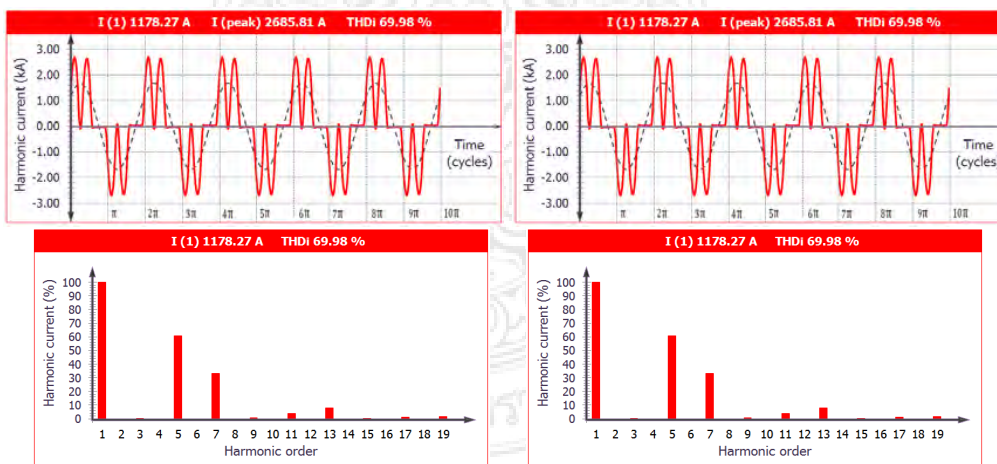 I (1) 1178.27 A I (peak) 2685.81 A THDi 69.98 %
Harmonic current (kA)
3.00
2.00
1.00
0.00
-1.00
-2.00
-3.00
Time
(cycles)
π 2π 3π 4π 5π 6π 7π 8π 9π 10π
I (1) 1178.27 A I (peak) 2685.81 A THDi 69.98 %
Harmonic current (kA)
3.00
2.00
1.00
0.00
-1.00
-2.00
-3.00
Time
(cycles)
π 2π 3π 4π 5π 6π 7π 8π 9π 10π
I (1) 1178.27 A THDi 69.98 %
Harmonic current (%)
100
90
80
70
60
50
40
30
20
10
0
1 2 3 4 5 6 7 8 9 10 11 12 13 14 15 16 17 18 19
Harmonic order
I (1) 1178.27 A THDi 69.98 %
Harmonic current (%)
100
90
80
70
60
50
40
30
20
10
0
1 2 3 4 5 6 7 8 9 10 11 12 13 14 15 16 17 18 19
Harmonic order